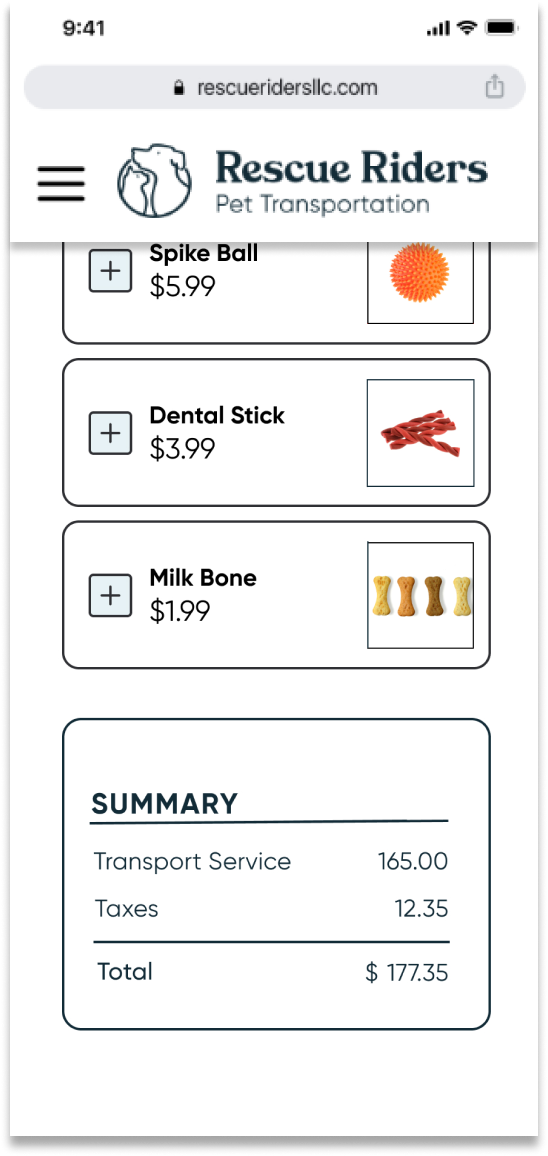 9:41
rescueridersllc.com
Rescue Riders
Pet Transportation
Spike Ball
$5.99
Dental Stick
$3.99
Milk Bone
$1.99
SUMMARY
Transport Service 165.00
Taxes 12.35
Total $ 177.35